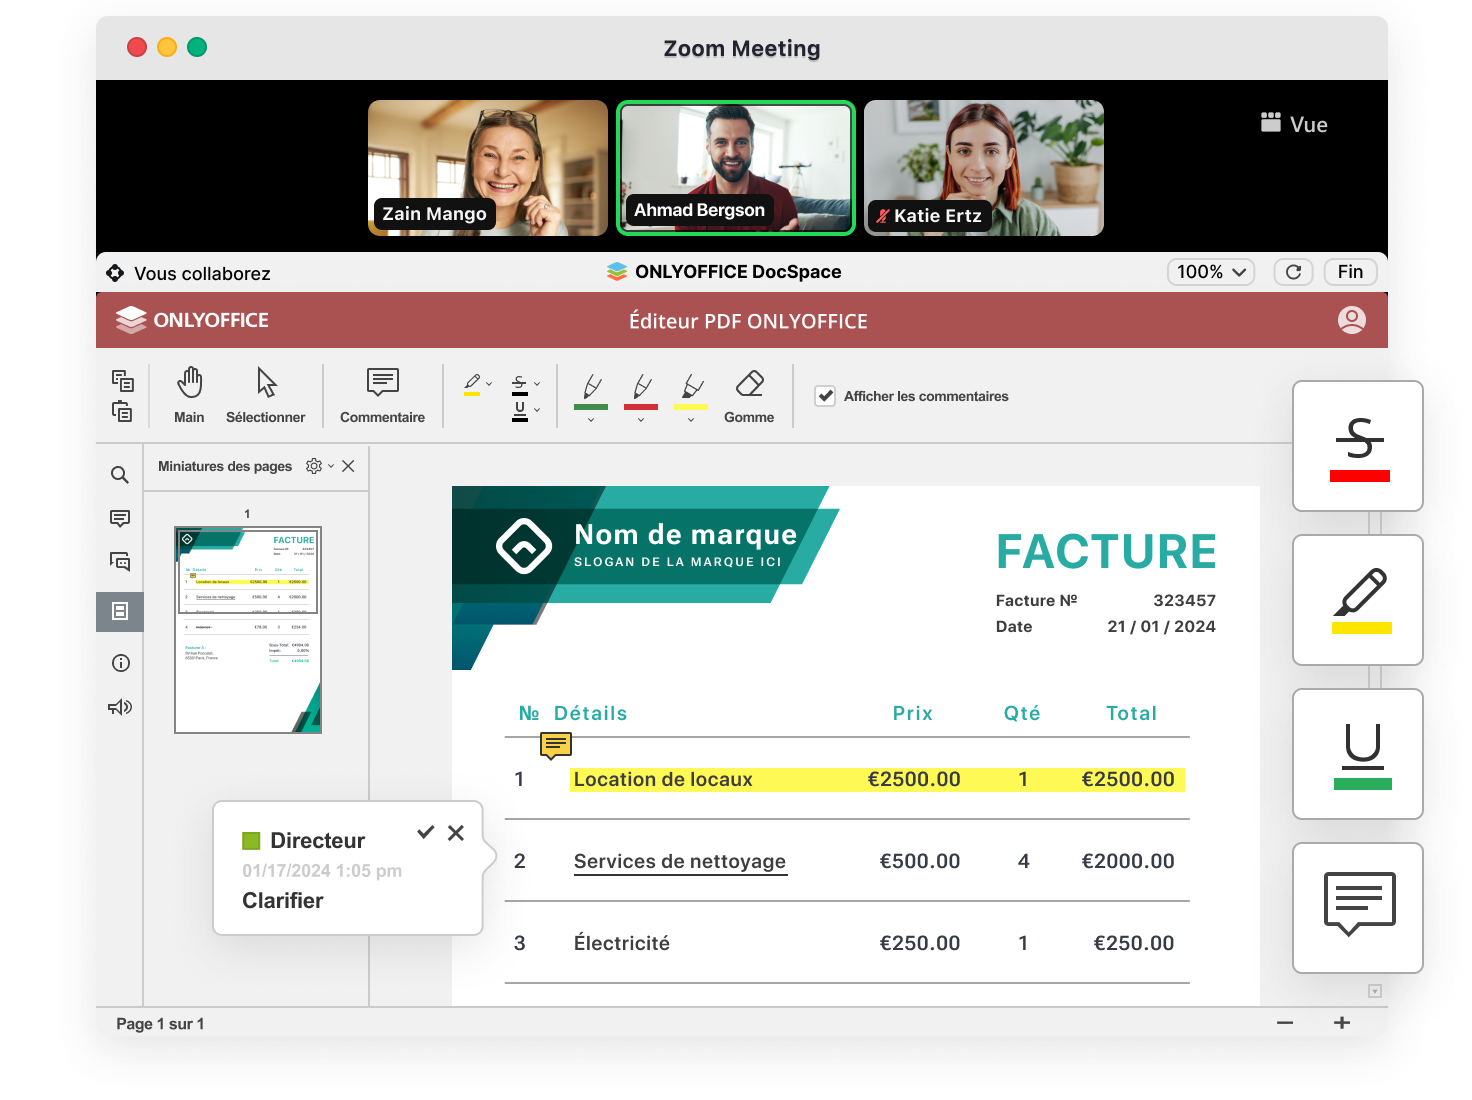 Zoom Meeting
Zain Mango
Ahmad Bergson
Katie Ertz
Vue
Vous collaborez
ONLYOFFICE DocSpace
100%
Fin
ONLYOFFICE
Éditeur PDF ONLYOFFICE
Main
Sélectionner
Commentaire
S
U
Gomme
Afficher les commentaires
Miniatures des pages
1
FACTURE
Nom de marque
SLOGAN DE LA MARQUE ICI
FACTURE
Facture Nº 323457
Date 21 / 01 / 2024
№ Détails Prix Qté Total
1 Location de locaux €2500.00 1 €2500.00
2 Services de nettoyage €500.00 4 €2000.00
3 Électricité €250.00 1 €250.00
Directeur
01/17/2024 1:05 pm
Clarifier
S
U
Page 1 sur 1